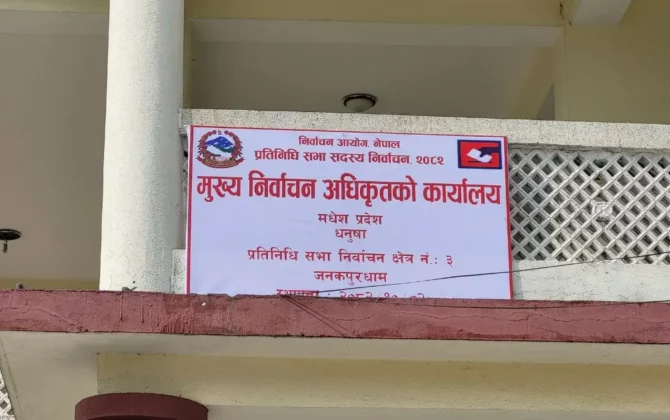 निर्वाचन आयोग, नेपाल
प्रतिनिधि सभा सदस्य निर्वाचन, २०८२
मुख्य निर्वाचन अधिकृतको कार्यालय
मधेश प्रदेश
धनुषा
प्रतिनिधि सभा निर्वाचन क्षेत्र नं.: ३
जनकपुरधाम